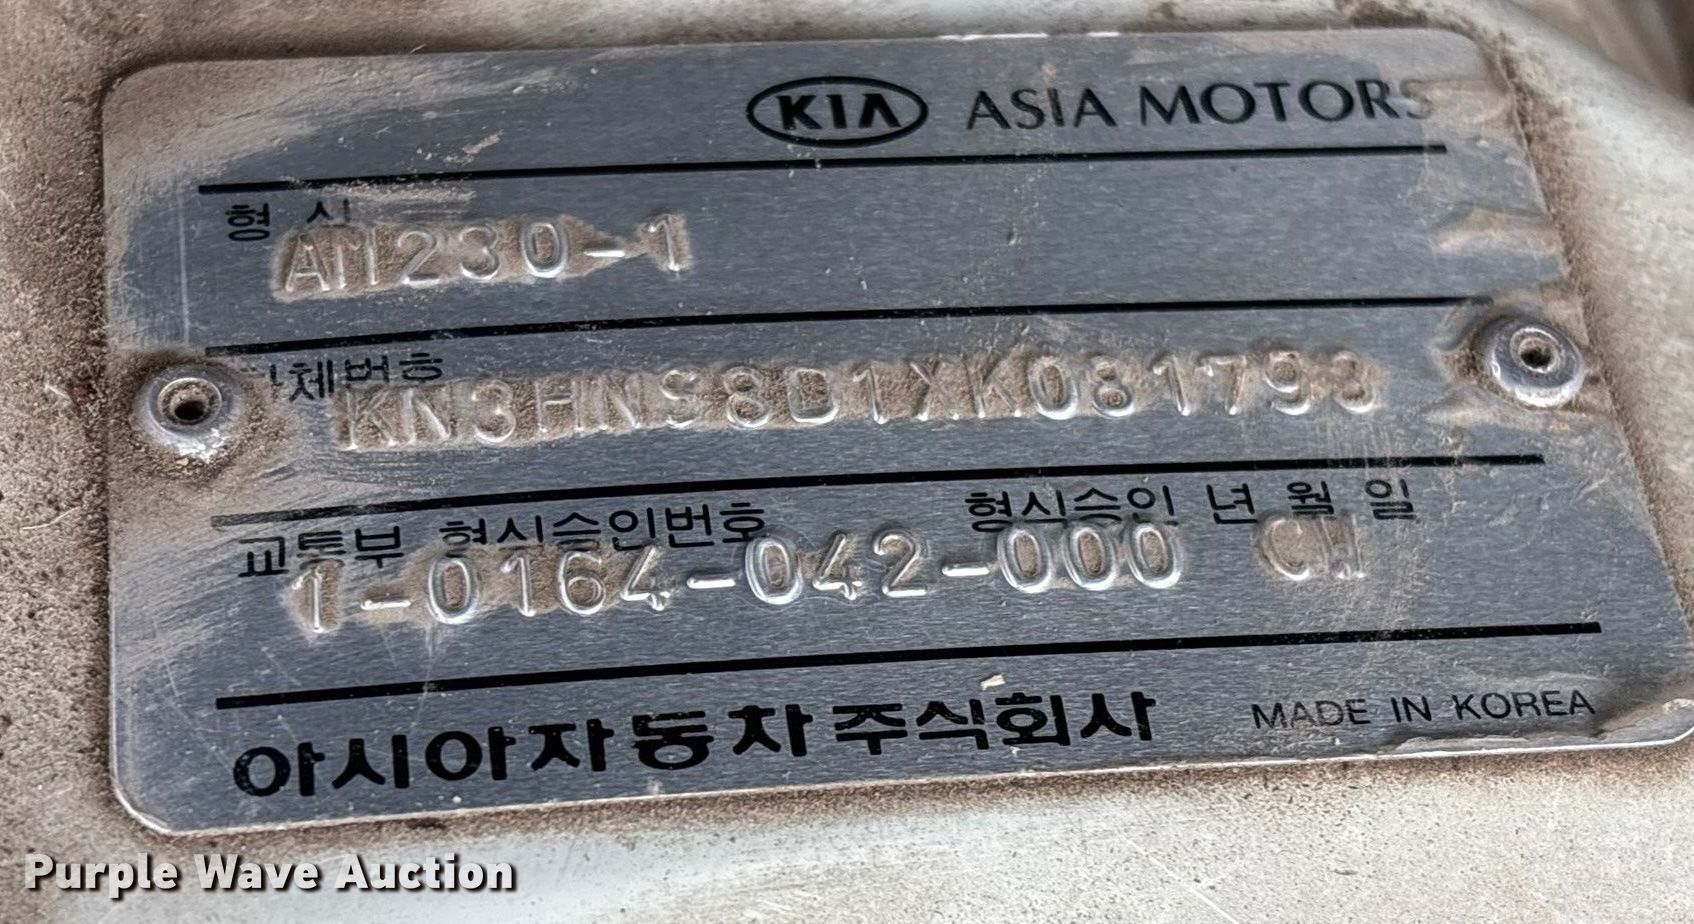 KIA ASIA MOTORS
형 식
AM230-1
차체번호
KN3HNS8D1XK081793
교통부 형식승인번호 형식승인 년 월 일
1-0164-042-000
아시아자동차주식회사 MADE IN KOREA
Purple Wave Auction